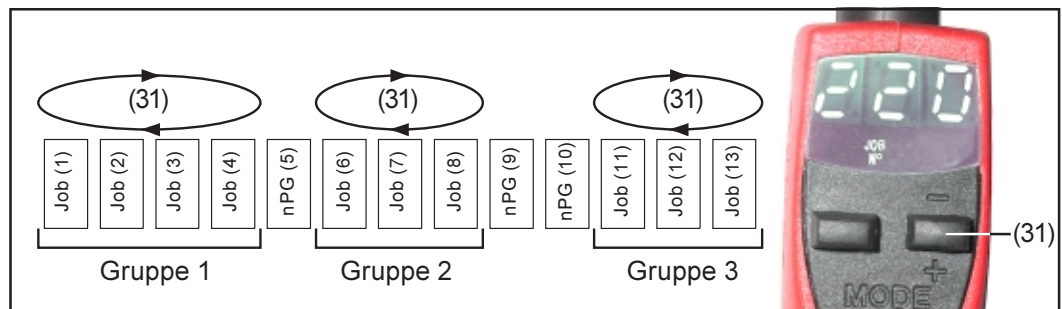 (31)
(31)
(31)
Job (1)
Job (2)
Job (3)
Job (4)
nPG (5)
Job (6)
Job (7)
Job (8)
nPG (9)
nPG (10)
Job (11)
Job (12)
Job (13)
Gruppe 1
Gruppe 2
Gruppe 3
220
JOB
N°
−
(31)
+
MODE